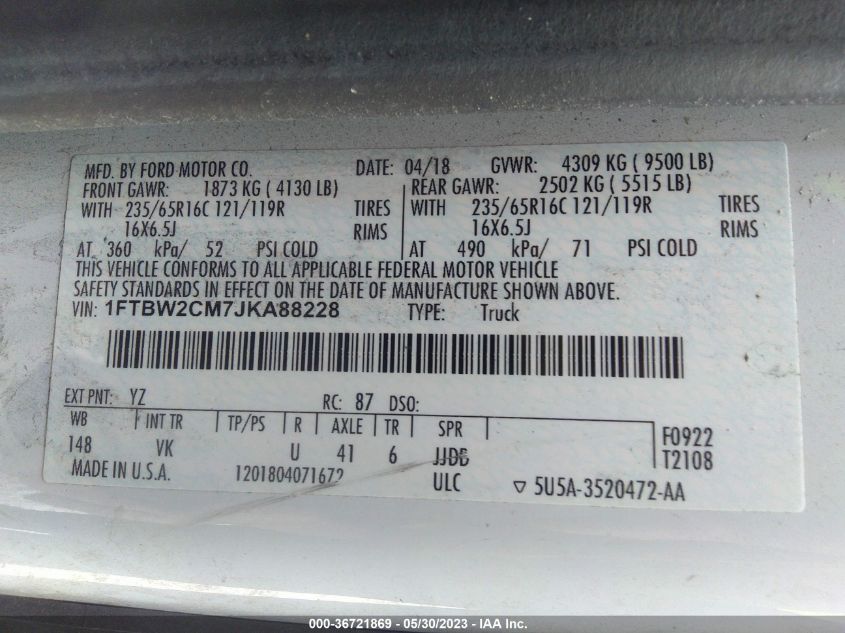 MFD. BY FORD MOTOR CO. DATE: 04/18 GVWR: 4309 KG ( 9500 LB)
FRONT GAWR: 1873 KG ( 4130 LB) REAR GAWR: 2502 KG ( 5515 LB)
WITH 235/65R16C 121/119R TIRES WITH 235/65R16C 121/119R TIRES
16X6.5J RIMS 16X6.5J RIMS
AT 360 kPa/ 52 PSI COLD AT 490 kPa/ 71 PSI COLD
THIS VEHICLE CONFORMS TO ALL APPLICABLE FEDERAL MOTOR VEHICLE
SAFETY STANDARDS IN EFFECT ON THE DATE OF MANUFACTURE SHOWN ABOVE.
VIN: 1FTBW2CM7JKA88228 TYPE: Truck
EXT PNT: YZ RC: 87 DSO:
WB INT TR TP/PS R AXLE TR SPR F0922
148 VK U 41 6 JJDB T2108
MADE IN U.S.A. 1201804071672 ULC ▽ 5U5A-3520472-AA
000-36721869 - 05/30/2023 - IAA Inc.